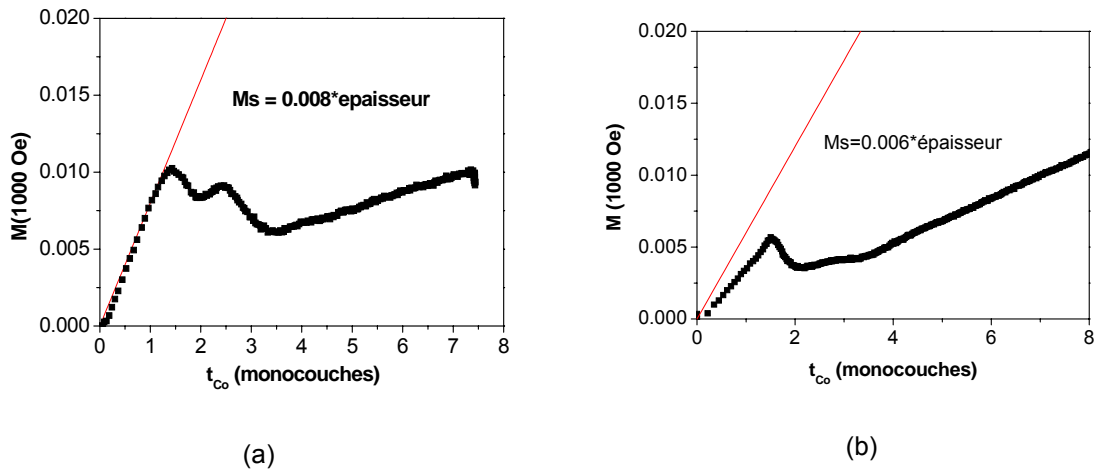 0.020
0.015
0.010
0.005
0.000
M(1000 Oe)
Ms = 0.008*epaisseur
0 1 2 3 4 5 6 7 8
t_Co (monocouches)
(a)
0.020
0.015
0.010
0.005
0.000
M (1000 Oe)
Ms=0.006*épaisseur
0 2 4 6 8
t_Co (monocouches)
(b)